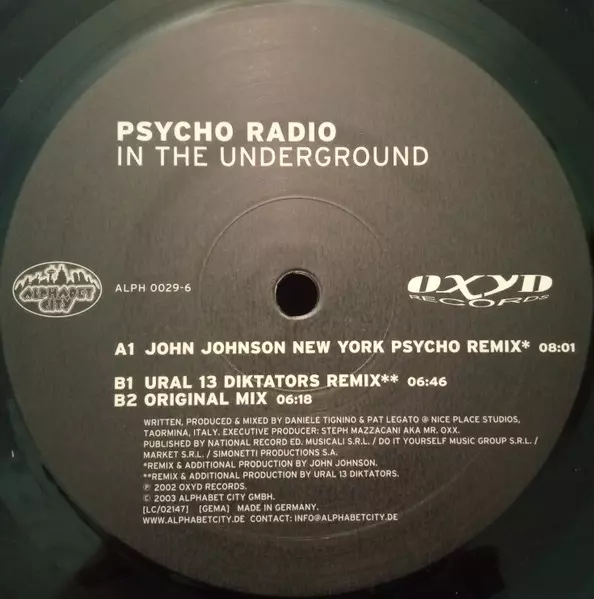 PSYCHO RADIO
IN THE UNDERGROUND
ALPHABET
CITY
ALPH 0029-6
OXYD
RECORDS
A1 JOHN JOHNSON NEW YORK PSYCHO REMIX* 08:01
B1 URAL 13 DIKTATORS REMIX** 06:46
B2 ORIGINAL MIX 06:18
WRITTEN, PRODUCED & MIXED BY DANIELE TIGNINO & PAT LEGATO @ NICE PLACE STUDIOS,
TAORMINA, ITALY. EXECUTIVE PRODUCER: STEPH MAZZACANI AKA MR. OXX.
PUBLISHED BY NATIONAL RECORD ED. MUSICALI S.R.L. / DO IT YOURSELF MUSIC GROUP S.R.L. /
MARKET S.R.L. / SIMONETTI PRODUCTIONS S.A.
*REMIX & ADDITIONAL PRODUCTION BY JOHN JOHNSON.
**REMIX & ADDITIONAL PRODUCTION BY URAL 13 DIKTATORS.
℗ 2002 OXYD RECORDS.
© 2003 ALPHABET CITY GMBH.
[LC/02147] [GEMA] MADE IN GERMANY.
WWW.ALPHABETCITY.DE CONTACT: INFO@ALPHABETCITY.DE